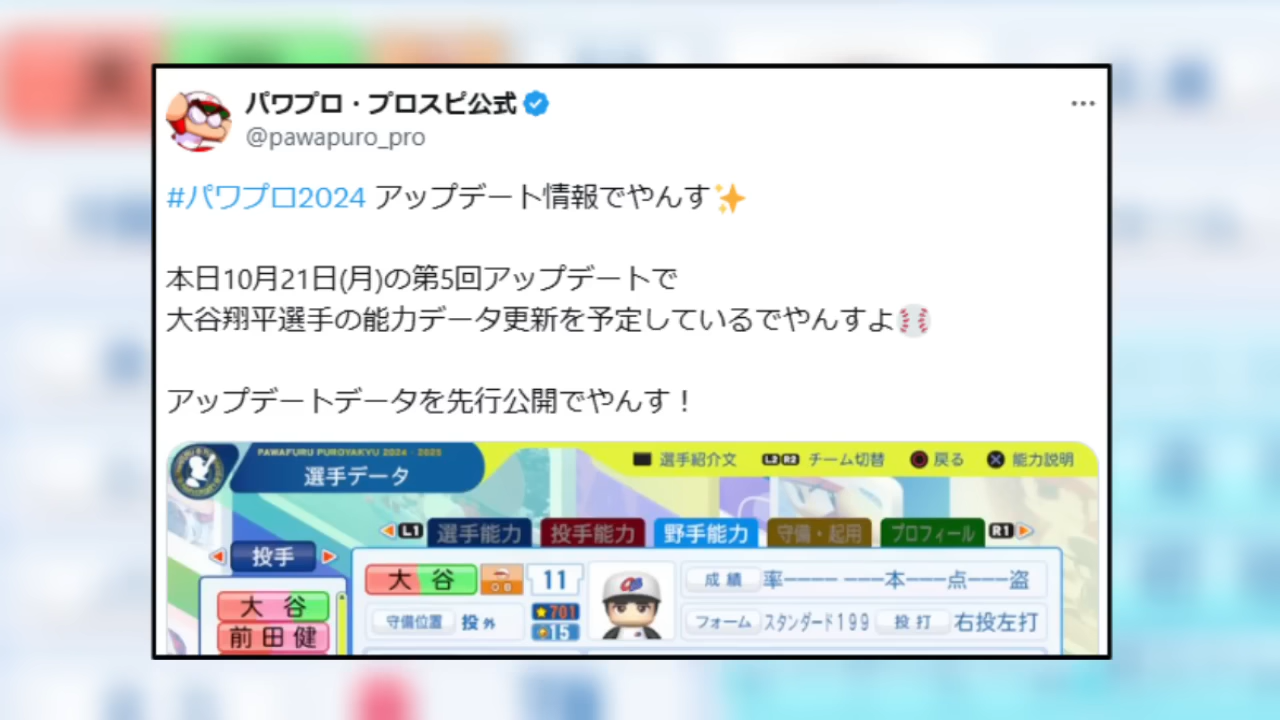 パワプロ・プロスピ公式
@pawapuro_pro
#パワプロ2024 アップデート情報でやんす✨
本日10月21日(月)の第5回アップデートで
大谷翔平選手の能力データ更新を予定しているでやんすよ⚾
アップデートデータを先行公開でやんす！
PAWAFURU PUROYAKYU 2024 - 2025
選手データ
選手紹介文 L2 R2 チーム切替 戻る 能力説明
L1 選手能力 投手能力 野手能力 守備・起用 プロフィール R1
投手
大谷 OB 11 成績 率---- ---本---点---盗
大谷
守備位置 投外 ★701 15 フォーム スタンダード199 投打 右投左打
前田健